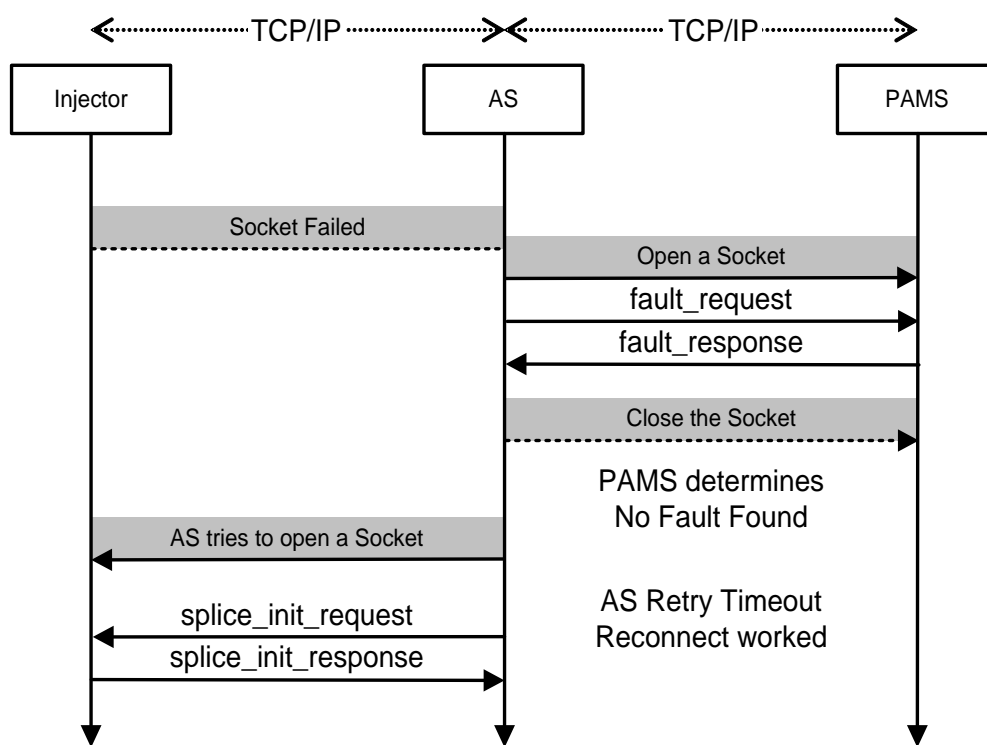 TCP/IP
TCP/IP
Injector
AS
PAMS
Socket Failed
Open a Socket
fault_request
fault_response
Close the Socket
PAMS determines
No Fault Found
AS tries to open a Socket
AS Retry Timeout
Reconnect worked
splice_init_request
splice_init_response